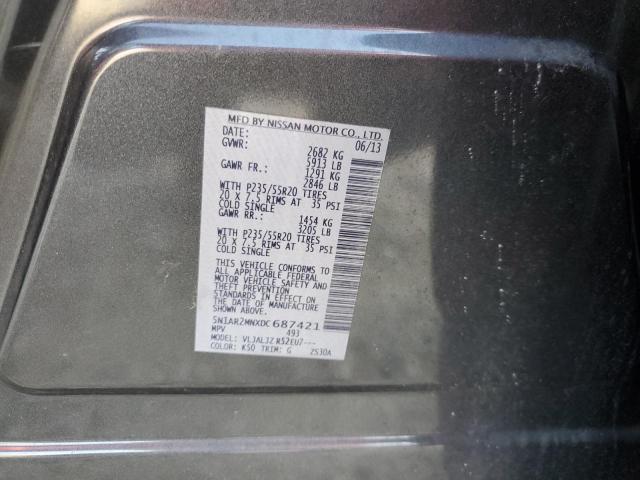 MFD BY NISSAN MOTOR CO., LTD.
DATE: 06/13
GVWR: 2682 KG
5913 LB
GAWR FR.: 1291 KG
2846 LB
WITH P235/55R20 TIRES
20 X 7.5 RIMS AT 35 PSI
COLD SINGLE
GAWR RR.: 1454 KG
3205 LB
WITH P235/55R20 TIRES
20 X 7.5 RIMS AT 35 PSI
COLD SINGLE
THIS VEHICLE CONFORMS TO
ALL APPLICABLE FEDERAL
MOTOR VEHICLE SAFETY AND
THEFT PREVENTION
STANDARDS IN EFFECT ON THE
DATE OF MANUFACTURE
SHOWN ABOVE.
5N1AR2MNXDC687421
MPV 493
MODEL: VLJALJZ R52EU7---
COLOR: K50 TRIM: G 2S30A